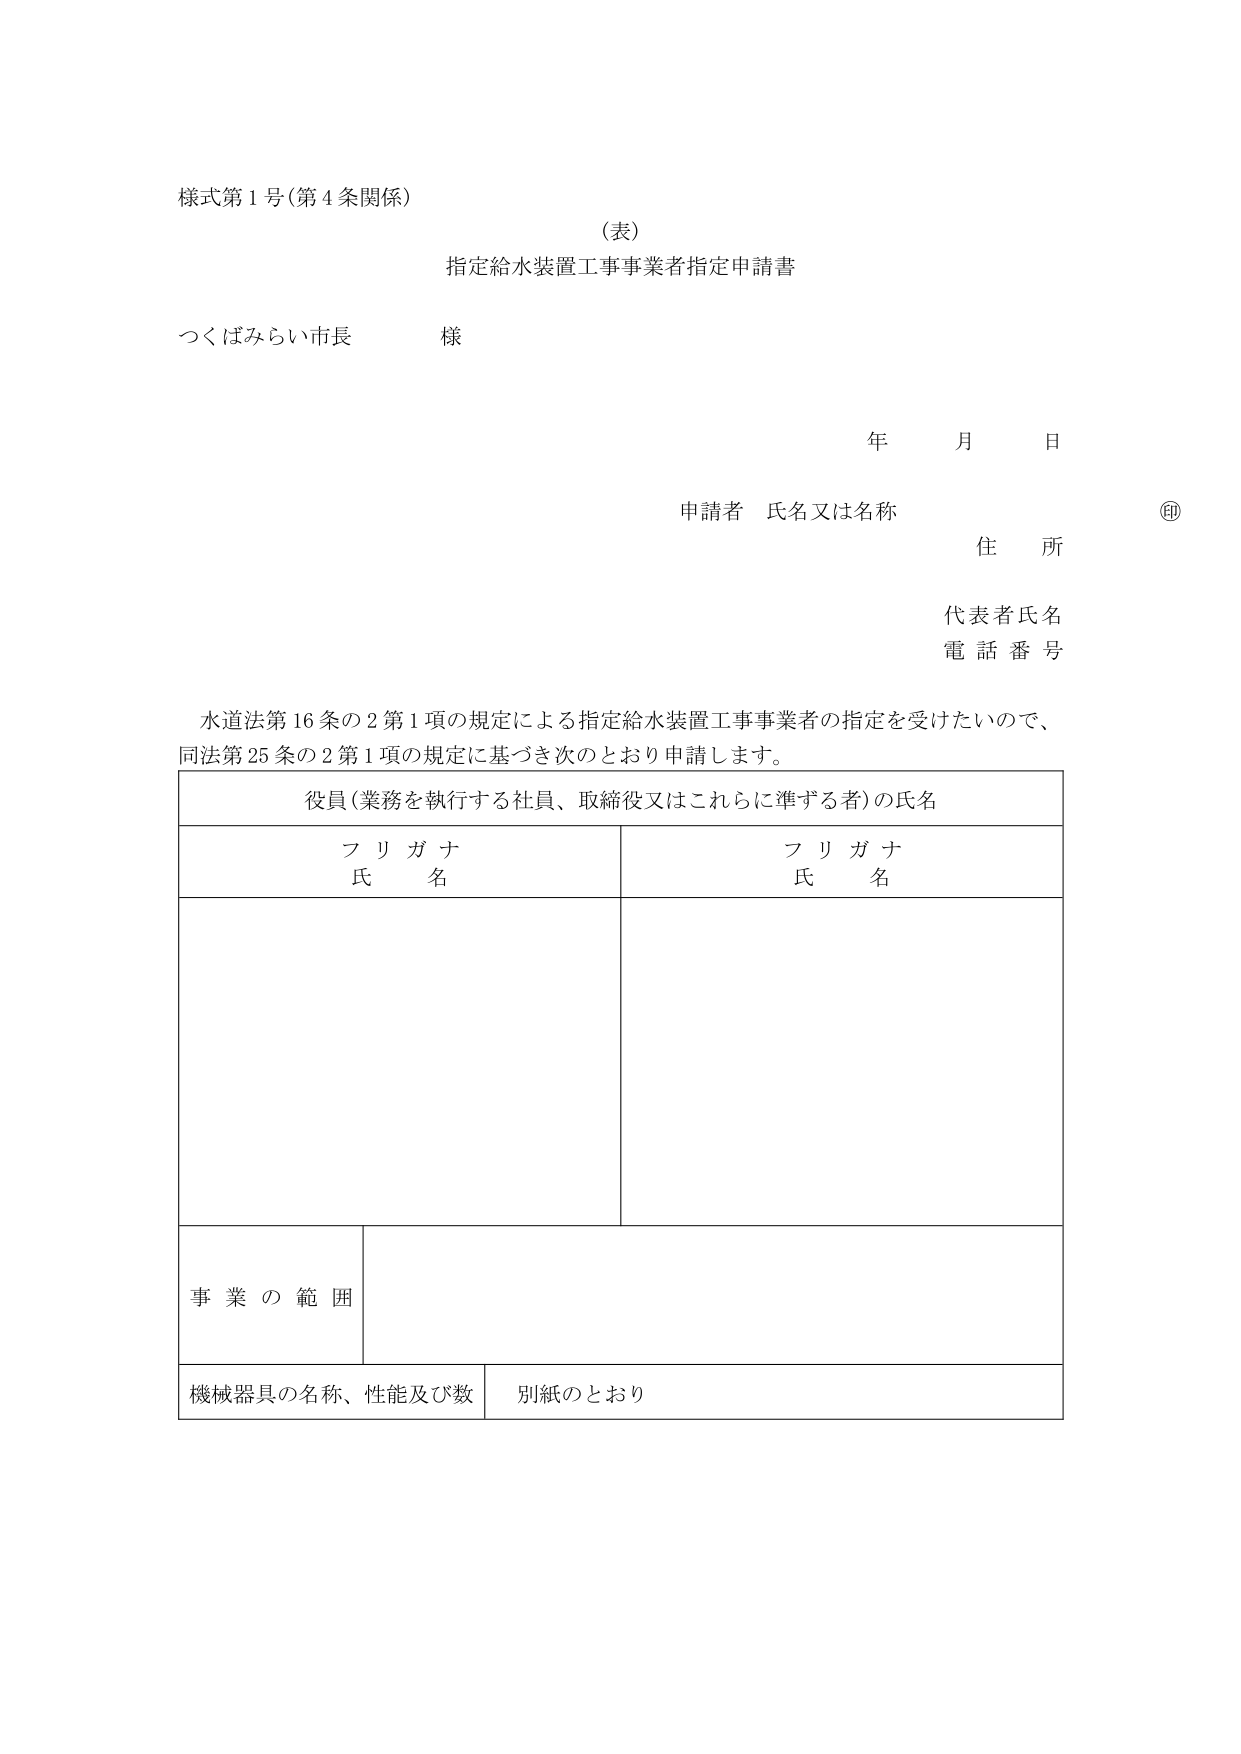 様式第1号(第4条関係)
(表)
指定給水装置工事事業者指定申請書
つくばみらい市長　　　　様
年　　　月　　　日
申請者　氏名又は名称　　　　　　　　　　　　㊞
住　　所
代表者氏名
電 話 番 号
水道法第16条の2第1項の規定による指定給水装置工事事業者の指定を受けたいので、
同法第25条の2第1項の規定に基づき次のとおり申請します。
役員(業務を執行する社員、取締役又はこれらに準ずる者)の氏名
フ リ ガ ナ　　フ リ ガ ナ
氏　　名　　氏　　名
事 業 の 範 囲
機械器具の名称、性能及び数　　別紙のとおり